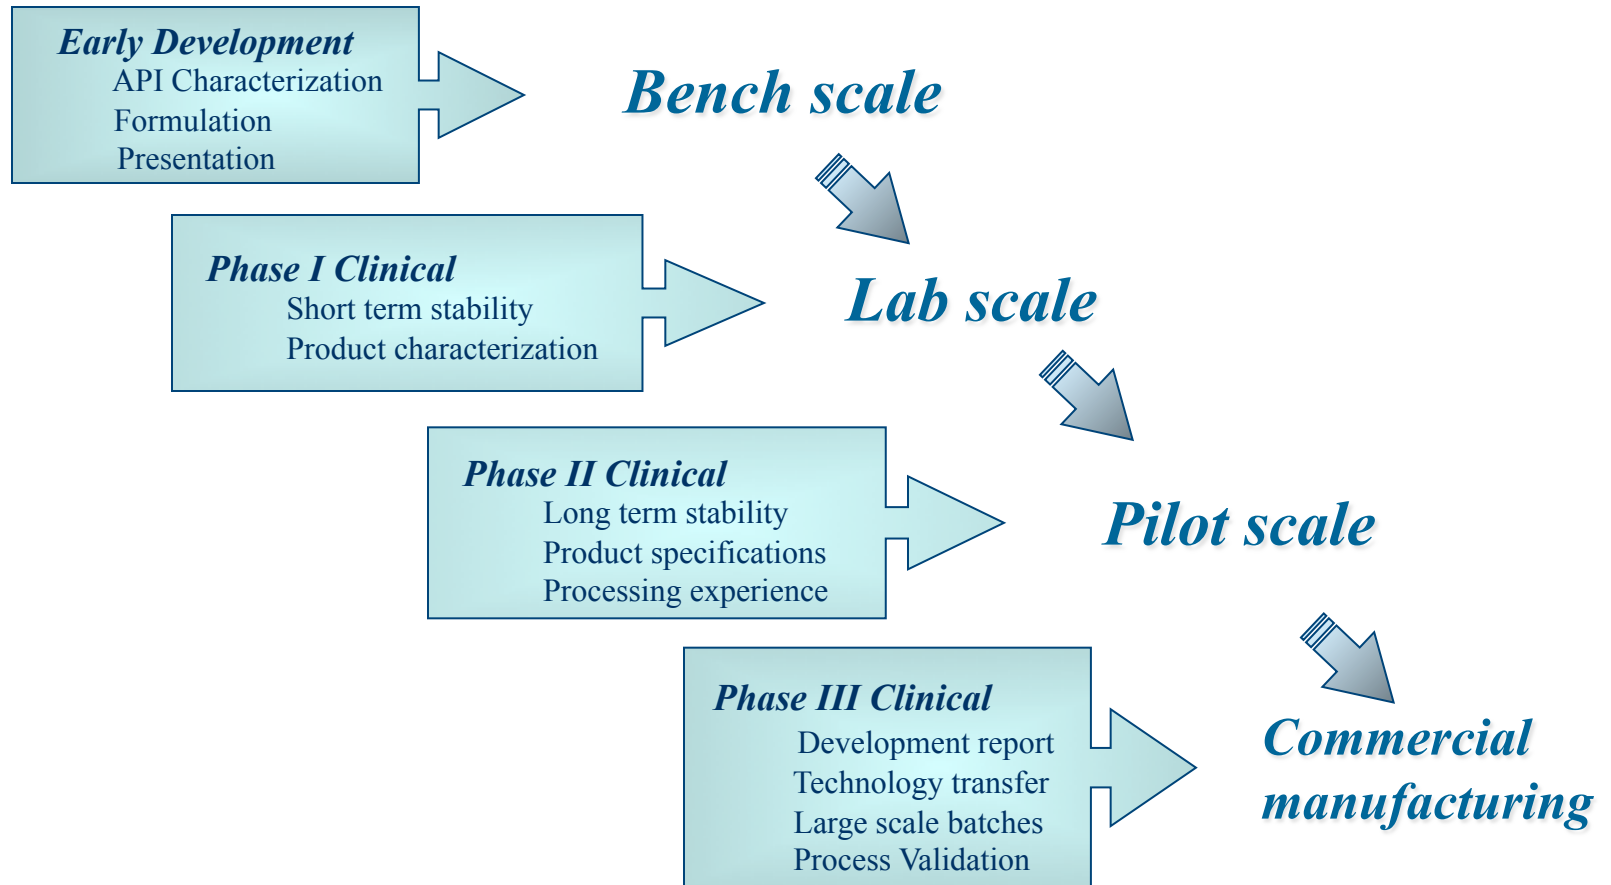 Early Development
API Characterization
Formulation
Presentation
Bench scale
Phase I Clinical
Short term stability
Product characterization
Lab scale
Phase II Clinical
Long term stability
Product specifications
Processing experience
Pilot scale
Phase III Clinical
Development report
Technology transfer
Large scale batches
Process Validation
Commercial
manufacturing